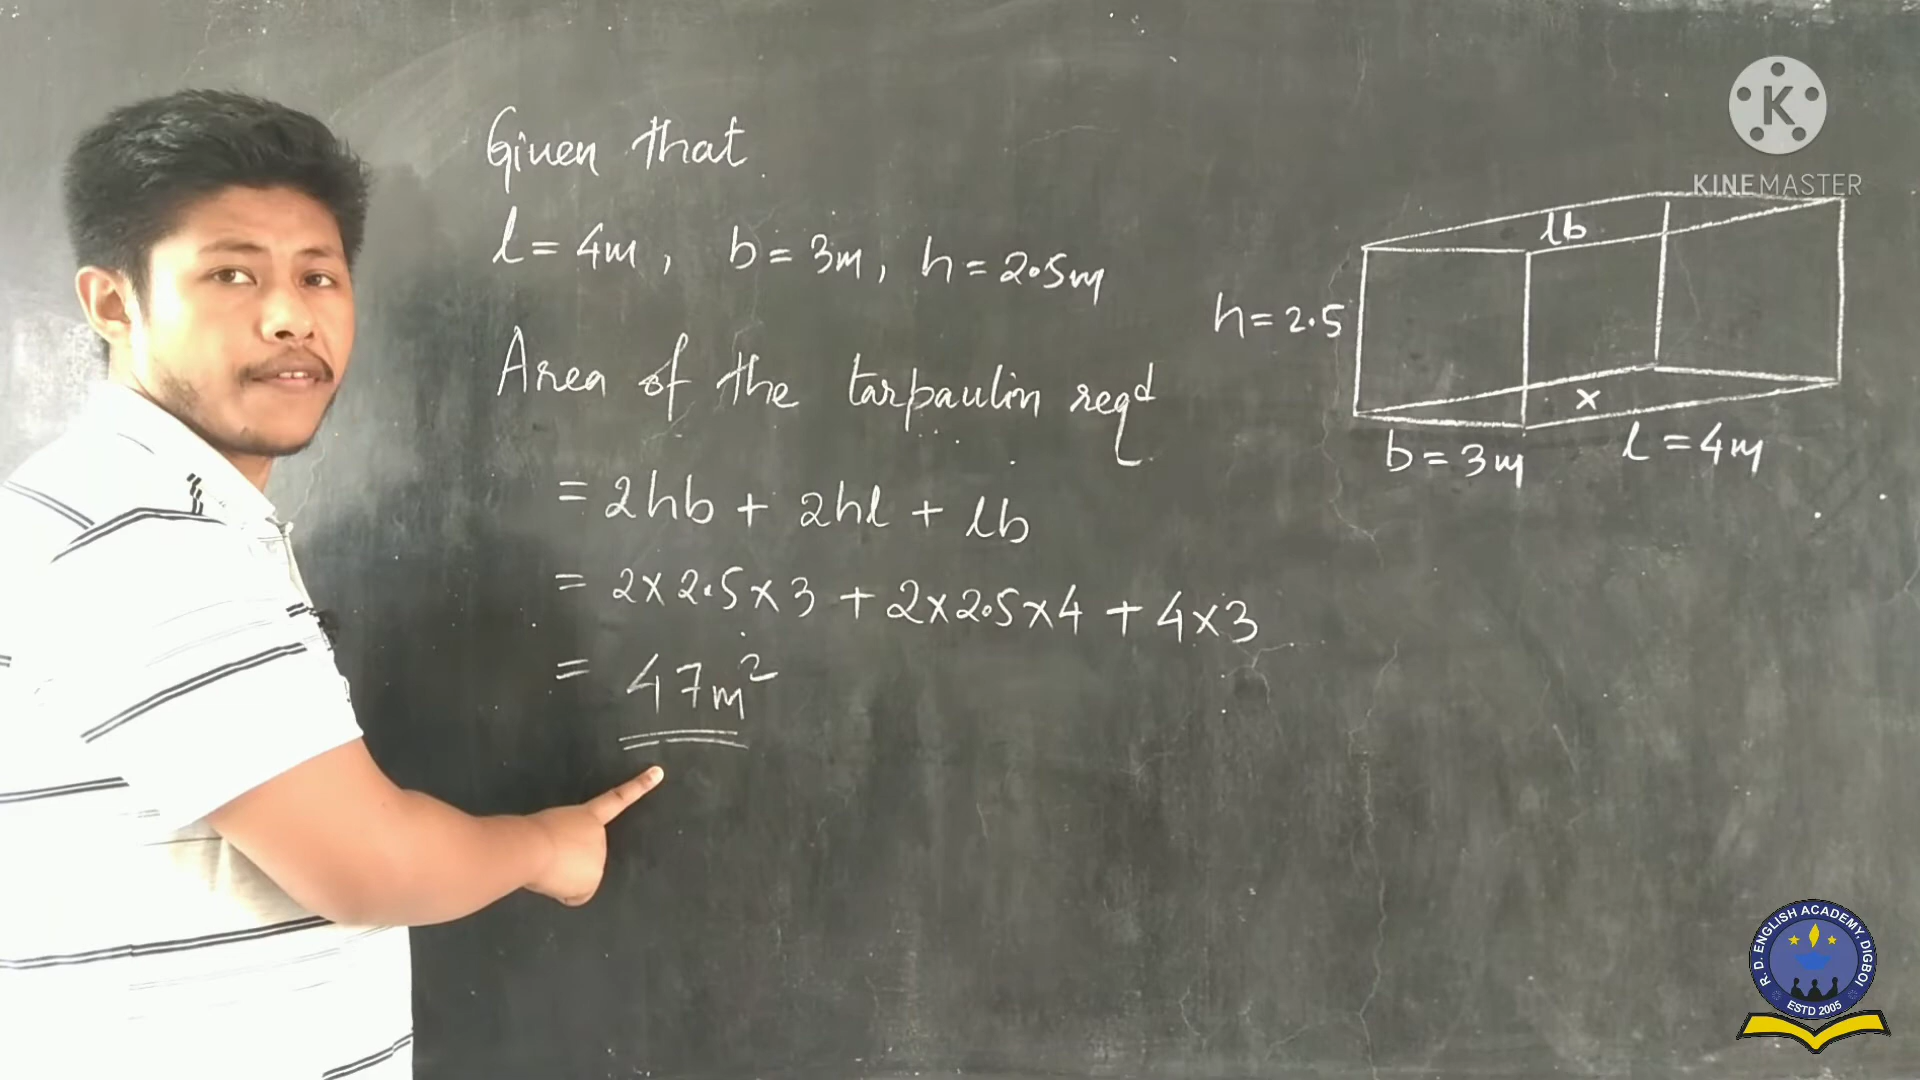 Given that
l = 4m, b = 3m, h = 2.5m
Area of the tarpaulin reqd
= 2hb + 2hl + lb
= 2×2.5×3 + 2×2.5×4 + 4×3
= 47m²
KINEMASTER
K
lb
h = 2.5
×
b = 3m
l = 4m
R. D. ENGLISH ACADEMY, DIGBOI
ESTD 2005